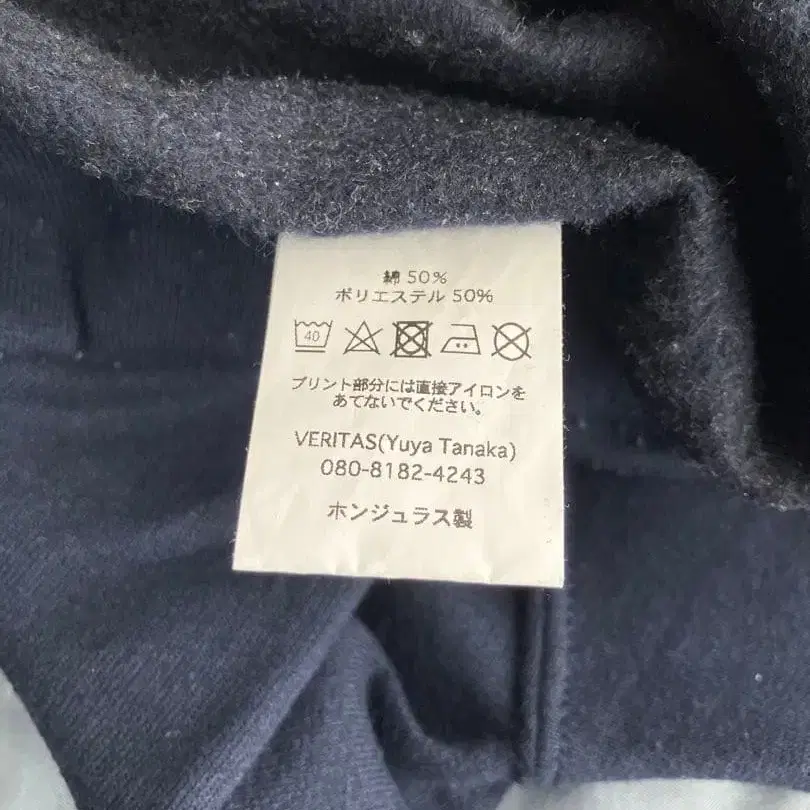 綿 50%
ポリエステル 50%
40
プリント部分には直接アイロンを
あてないでください。
VERITAS(Yuya Tanaka)
080-8182-4243
ホンジュラス製